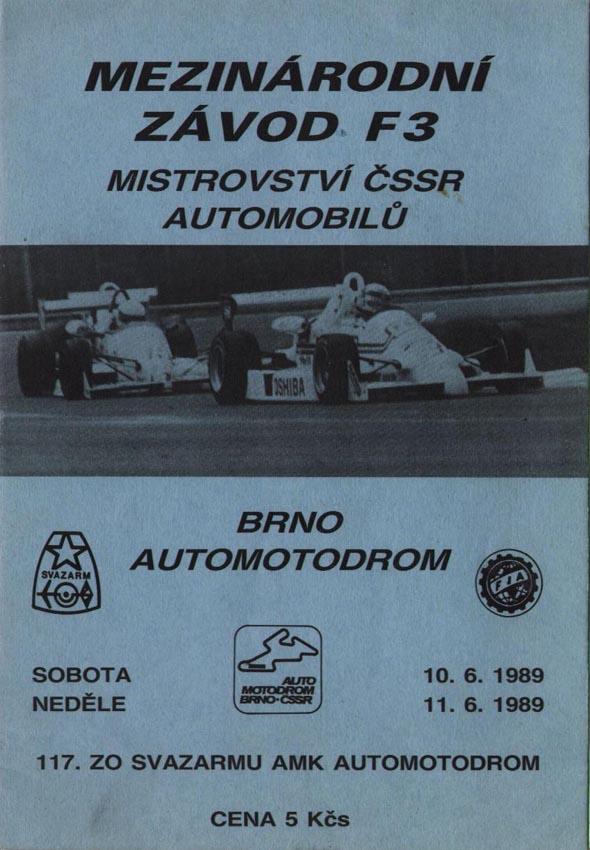 MEZINÁRODNÍ
ZÁVOD F3
MISTROVSTVÍ ČSSR
AUTOMOBILŮ
OSHIBA
BRNO
AUTOMOTODROM
SVAZARM
FIA
AUTO
MOTODROM
BRNO·ČSSR
SOBOTA 10. 6. 1989
NEDĚLE 11. 6. 1989
117. ZO SVAZARMU AMK AUTOMOTODROM
CENA 5 Kčs